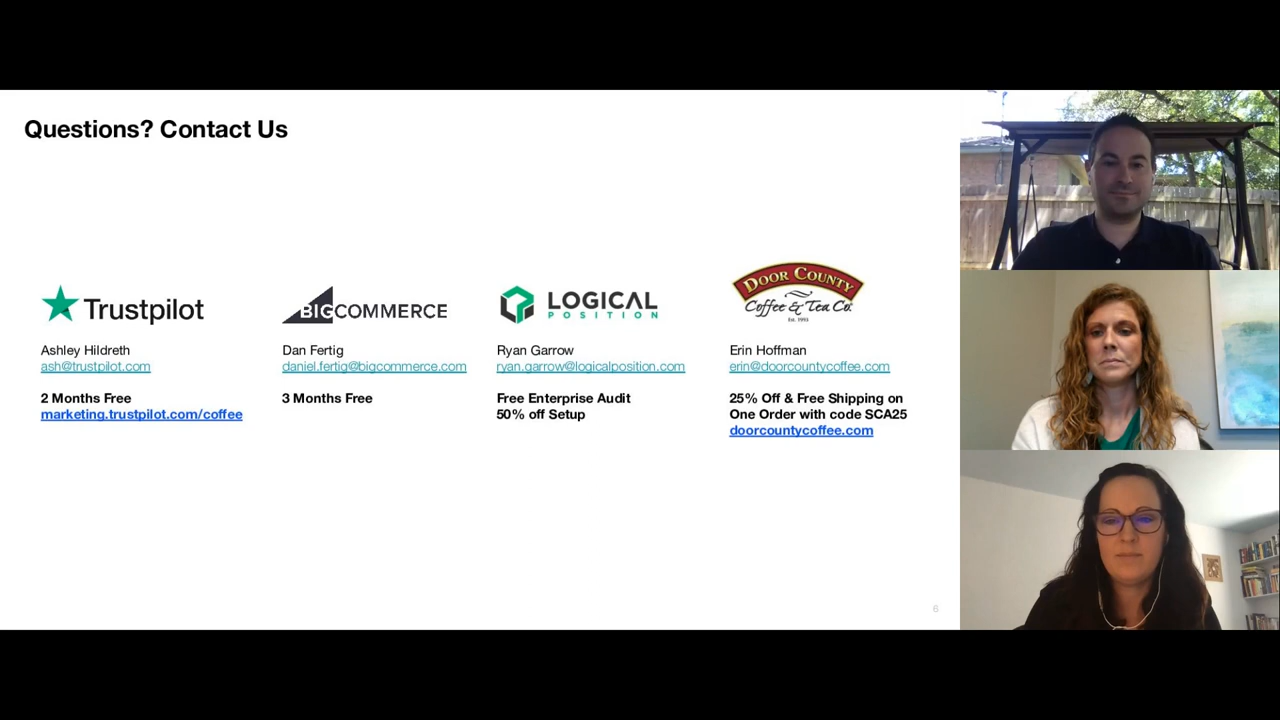 Questions? Contact Us
Trustpilot
Ashley Hildreth
ash@trustpilot.com
2 Months Free
marketing.trustpilot.com/coffee
BIGCOMMERCE
Dan Fertig
daniel.fertig@bigcommerce.com
3 Months Free
LOGICAL
POSITION
Ryan Garrow
ryan.garrow@logicalposition.com
Free Enterprise Audit
50% off Setup
DOOR COUNTY
Coffee & Tea Co.
Est. 1993
Erin Hoffman
erin@doorcountycoffee.com
25% Off & Free Shipping on
One Order with code SCA25
doorcountycoffee.com
6